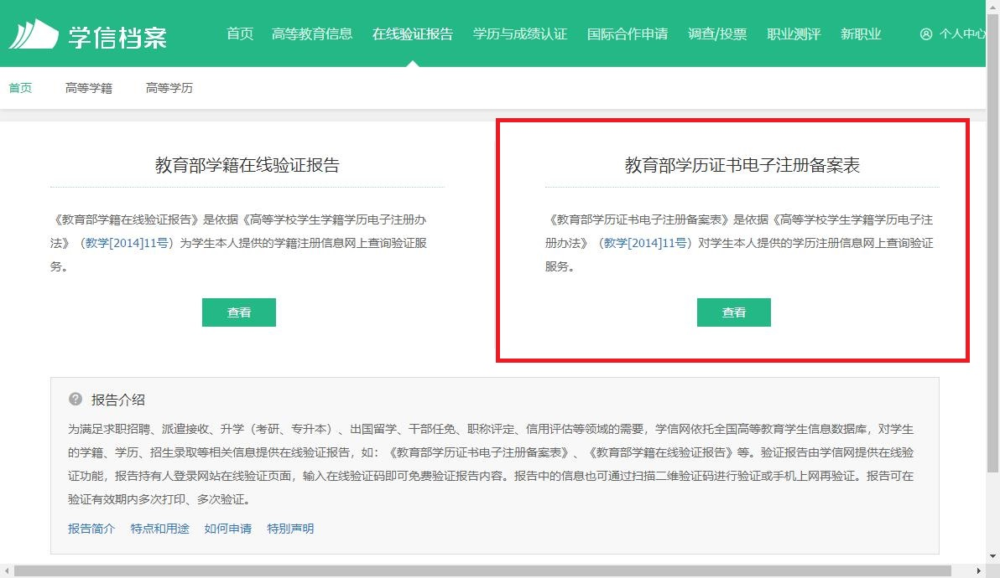 学信档案 首页 高等教育信息 在线验证报告 学历与成绩认证 国际合作申请 调查/投票 职业测评 新职业 个人中心
首页 高等学籍 高等学历
教育部学籍在线验证报告
《教育部学籍在线验证报告》是依据《高等学校学生学籍学历电子注册办
法》（教学[2014]11号）为学生本人提供的学籍注册信息网上查询验证服
务。
查看
教育部学历证书电子注册备案表
《教育部学历证书电子注册备案表》是依据《高等学校学生学籍学历电子注
册办法》（教学[2014]11号）对学生本人提供的学历注册信息网上查询验证
服务。
查看
? 报告介绍
为满足求职招聘、派遣接收、升学（考研、专升本）、出国留学、干部任免、职称评定、信用评估等领域的需要，学信网依托全国高等教育学生信息数据库，对学生
的学籍、学历、招生录取等相关信息提供在线验证报告，如：《教育部学历证书电子注册备案表》、《教育部学籍在线验证报告》等。验证报告由学信网提供在线验
证功能，报告持有人登录网站在线验证页面，输入在线验证码即可免费验证报告内容。报告中的信息也可通过扫描二维验证码进行验证或手机上网再验证。报告可在
验证有效期内多次打印、多次验证。
报告简介 特点和用途 如何申请 特别声明